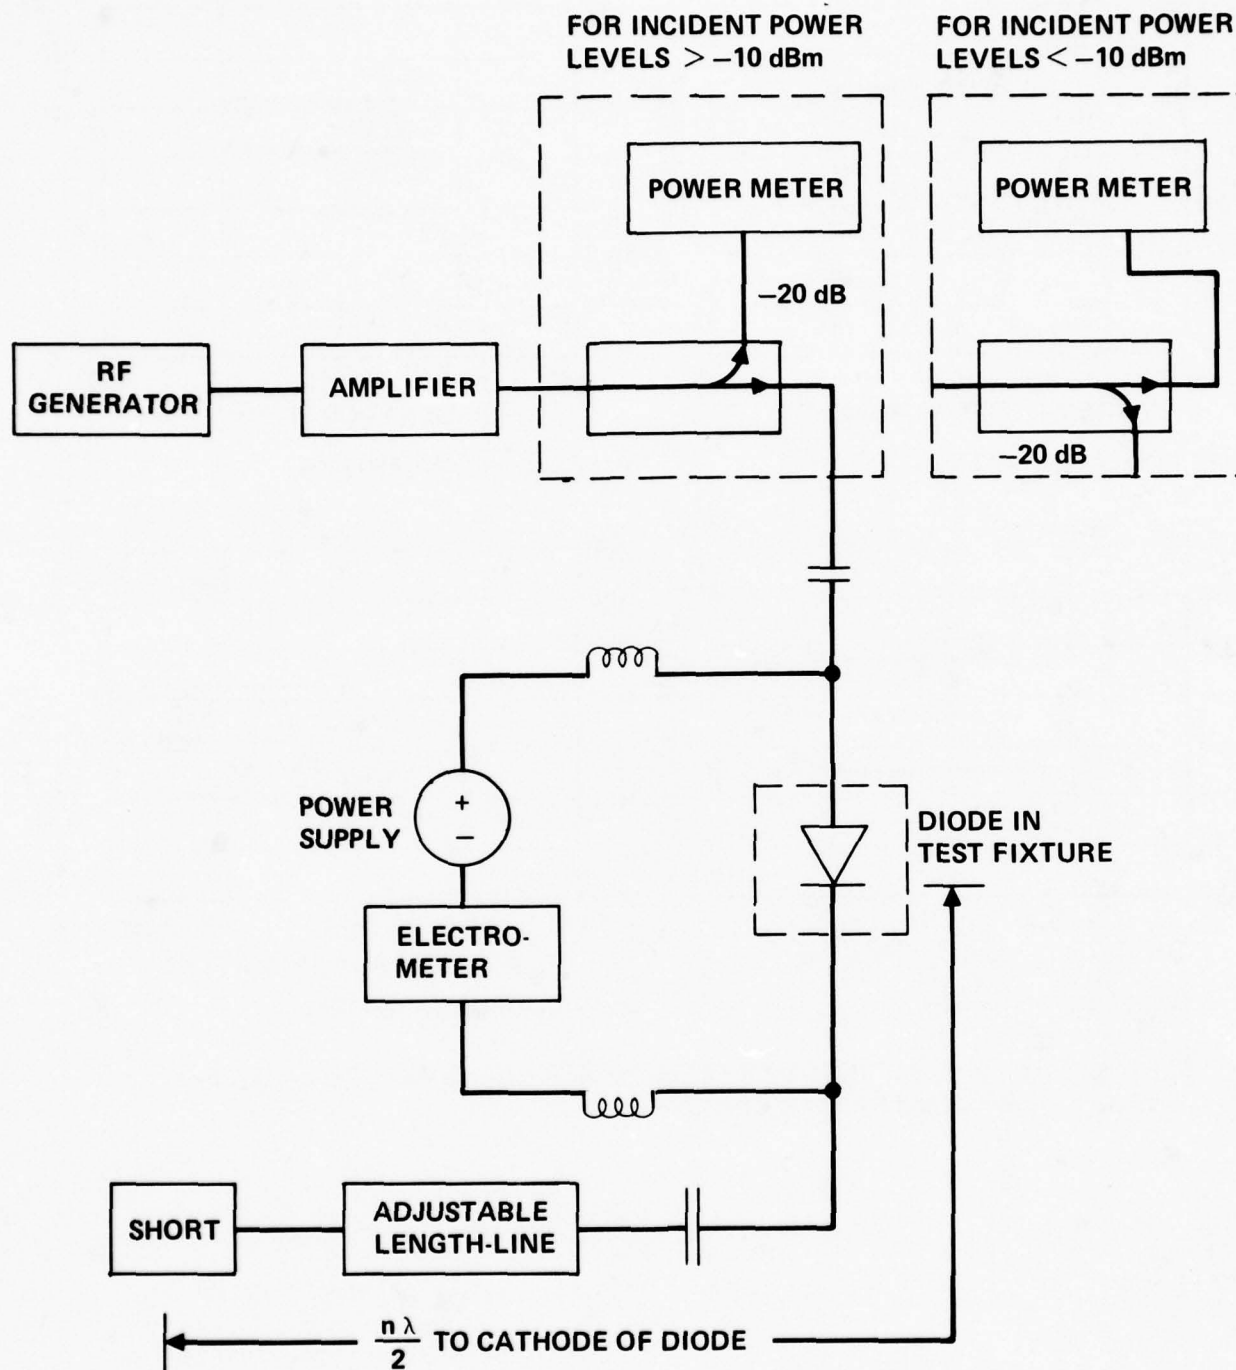 FOR INCIDENT POWER
LEVELS > −10 dBm
FOR INCIDENT POWER
LEVELS < −10 dBm
POWER METER
POWER METER
−20 dB
RF
GENERATOR
AMPLIFIER
−20 dB
POWER
SUPPLY
+
−
DIODE IN
TEST FIXTURE
ELECTRO-
METER
SHORT
ADJUSTABLE
LENGTH-LINE
nλ/2 TO CATHODE OF DIODE